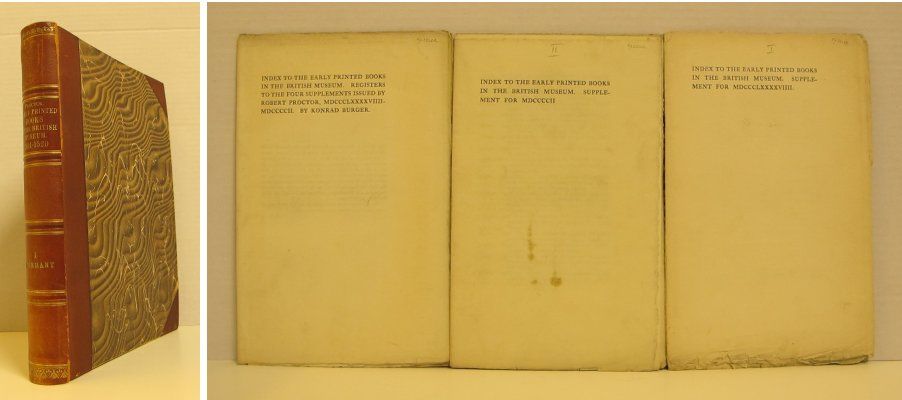 PRINTED
BOOKS
BRITISH
MUSEUM.
I
INDEX TO THE EARLY PRINTED BOOKS
IN THE BRITISH MUSEUM. REGISTERS
TO THE FOUR SUPPLEMENTS ISSUED BY
ROBERT PROCTOR, MDCCCLXXXXVIIII-
MDCCCCII. BY KONRAD BURGER.
II
INDEX TO THE EARLY PRINTED BOOKS
IN THE BRITISH MUSEUM. SUPPLE-
MENT FOR MDCCCCII
I
INDEX TO THE EARLY PRINTED BOOKS
IN THE BRITISH MUSEUM. SUPPLE-
MENT FOR MDCCCLXXXXVIIII.